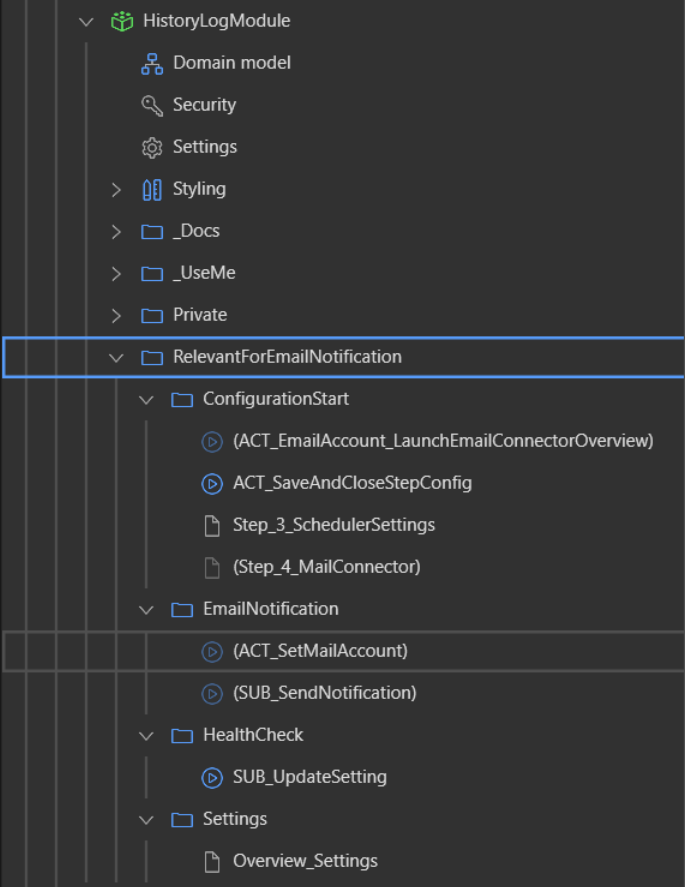 HistoryLogModule
Domain model
Security
Settings
Styling
_Docs
_UseMe
Private
RelevantForEmailNotification
ConfigurationStart
(ACT_EmailAccount_LaunchEmailConnectorOverview)
ACT_SaveAndCloseStepConfig
Step_3_SchedulerSettings
(Step_4_MailConnector)
EmailNotification
(ACT_SetMailAccount)
(SUB_SendNotification)
HealthCheck
SUB_UpdateSetting
Settings
Overview_Settings